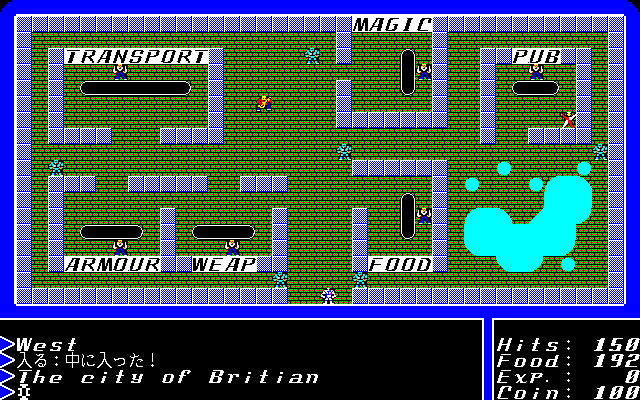 MAGIC
TRANSPORT
PUB
ARMOUR
WEAP
FOOD
West
入る:中に入った!
The city of Britian
Hits: 150
Food: 192
Exp.: 0
Coin: 100